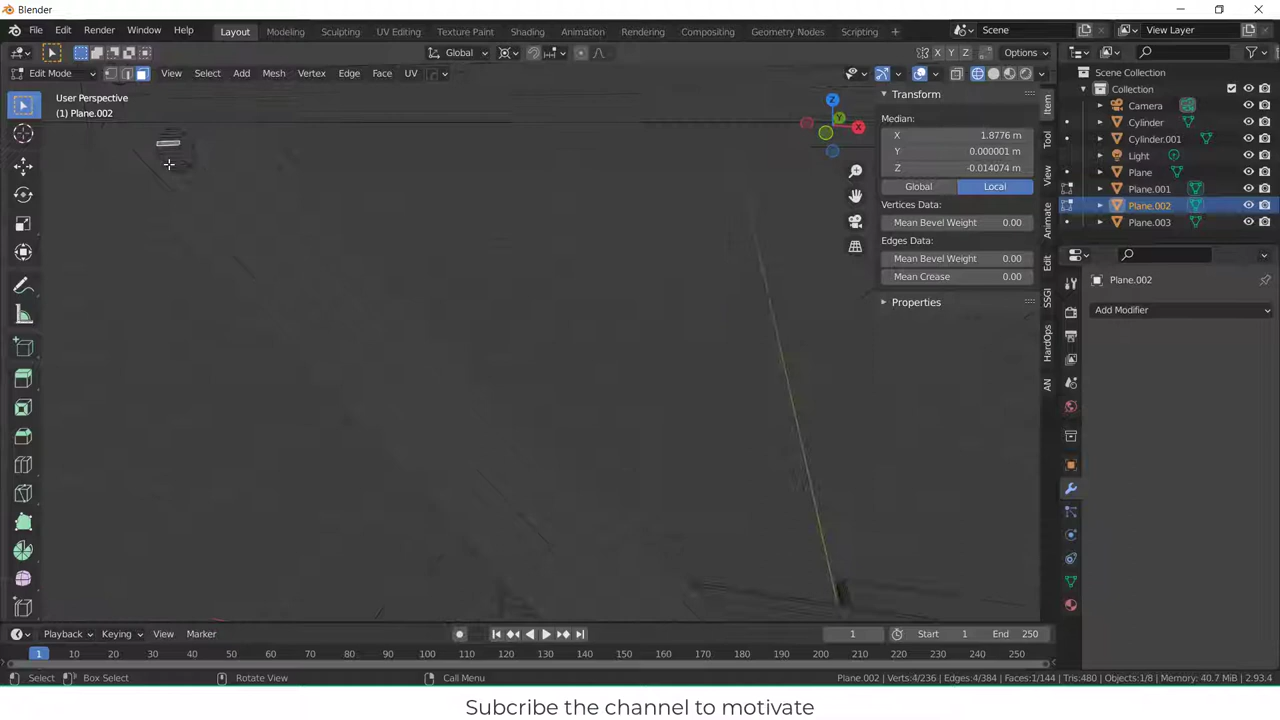 Blender
File Edit Render Window Help Layout Modeling Sculpting UV Editing Texture Paint Shading Animation Rendering Compositing Geometry Nodes Scripting Scene View Layer
Global X Y Z Options
Edit Mode View Select Add Mesh Vertex Edge Face UV
User Perspective
(1) Plane.002
Z
Y
X
Transform
Median:
X 1.8776 m
Y 0.000001 m
Z -0.014074 m
Global Local
Vertices Data:
Mean Bevel Weight 0.00
Edges Data:
Mean Bevel Weight 0.00
Mean Crease 0.00
Properties
Item
Tool
View
Animate
Edit
SSGI
HardOps
AN
Scene Collection
Collection
Camera
Cylinder
Cylinder.001
Light
Plane
Plane.001
Plane.002
Plane.003
Plane.002
Add Modifier
Playback Keying View Marker 1 Start 1 End 250
1 10 20 30 40 50 60 70 80 90 100 110 120 130 140 150 160 170 180 190 200 210 220 230 240 250
Select Box Select Rotate View Call Menu Plane.002 | Verts:4/236 | Edges:4/384 | Faces:1/144 | Tris:480 | Objects:1/8 | Memory: 40.7 MiB | 2.93.4
Subcribe the channel to motivate